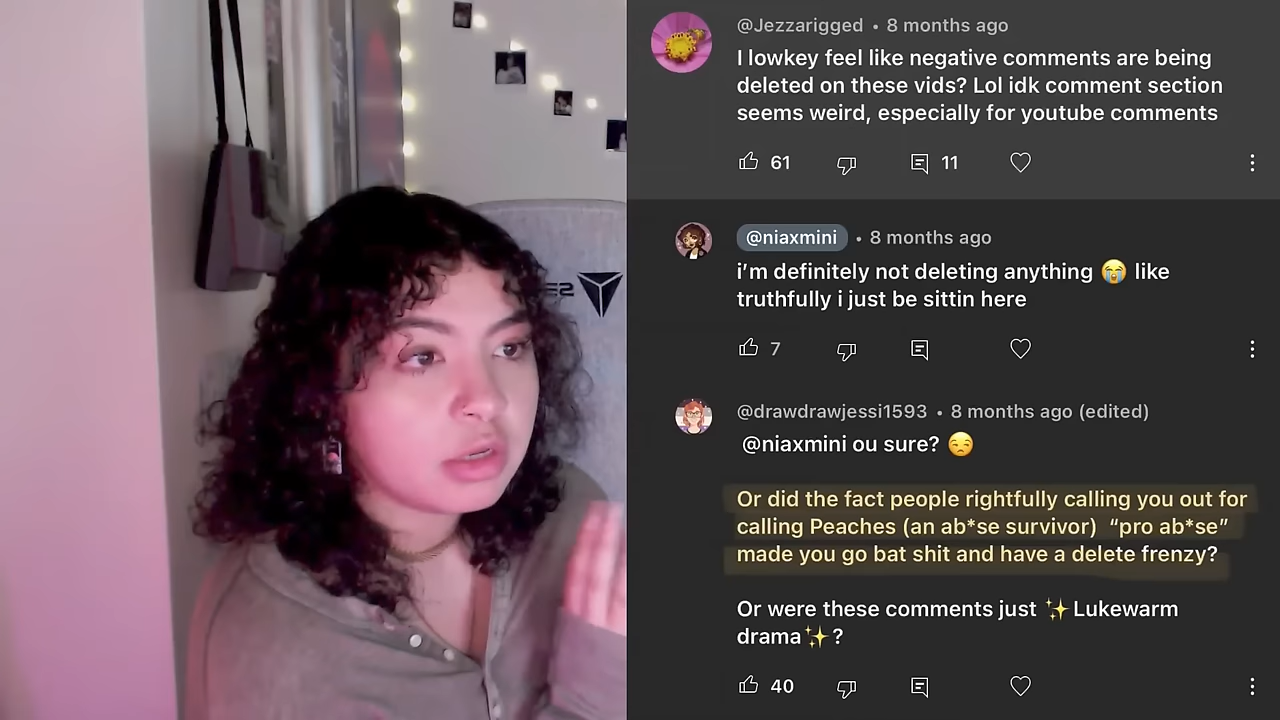 @Jezzarigged • 8 months ago
I lowkey feel like negative comments are being
deleted on these vids? Lol idk comment section
seems weird, especially for youtube comments
61
11
@niaxmini • 8 months ago
i'm definitely not deleting anything 😭 like
truthfully i just be sittin here
7
@drawdrawjessi1593 • 8 months ago (edited)
@niaxmini ou sure? 😒
Or did the fact people rightfully calling you out for
calling Peaches (an ab*se survivor) “pro ab*se”
made you go bat shit and have a delete frenzy?
Or were these comments just ✨Lukewarm
drama✨?
40